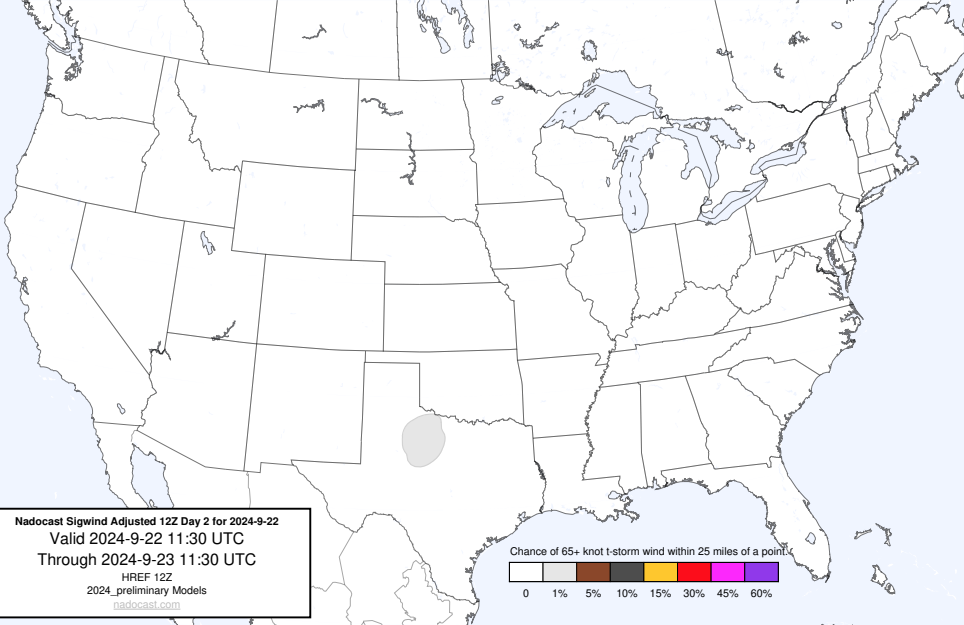 Nadocast Sigwind Adjusted 12Z Day 2 for 2024-9-22
Valid 2024-9-22 11:30 UTC
Through 2024-9-23 11:30 UTC
HREF 12Z
2024_preliminary Models
nadocast.com
Chance of 65+ knot t-storm wind within 25 miles of a point.
0 1% 5% 10% 15% 30% 45% 60%